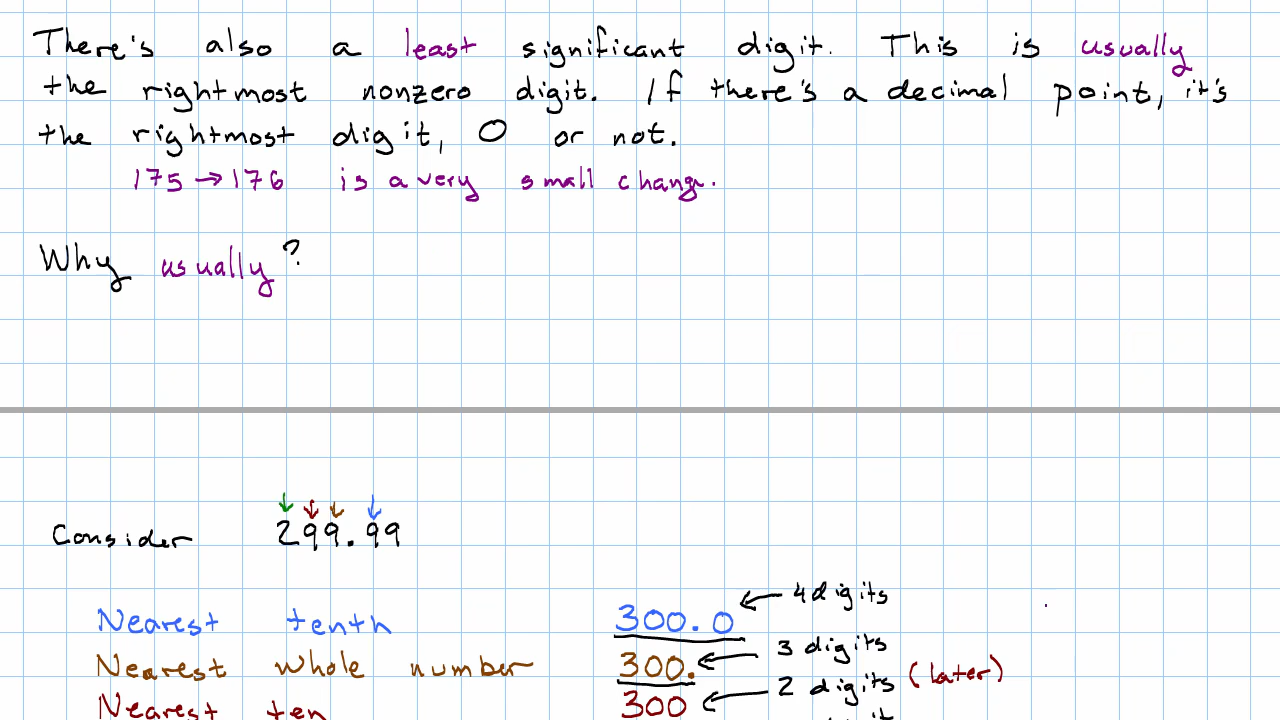 There's also a least significant digit. This is usually
the rightmost nonzero digit. If there's a decimal point, it's
the rightmost digit, 0 or not.
175 → 176 is a very small change.
Why usually?
Consider 299.99
Nearest tenth 300.0 ← 4 digits
Nearest whole number 300. ← 3 digits
Nearest ten 300 ← 2 digits (later)